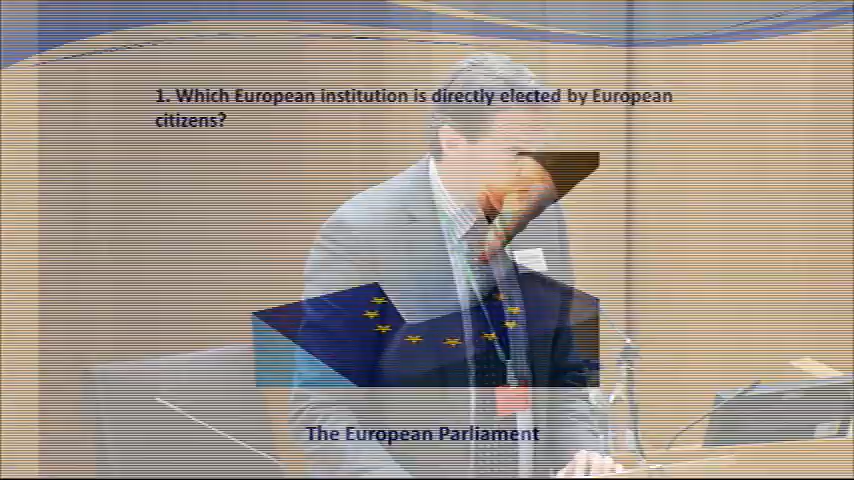 1. Which European institution is directly elected by European
citizens?
The European Parliament